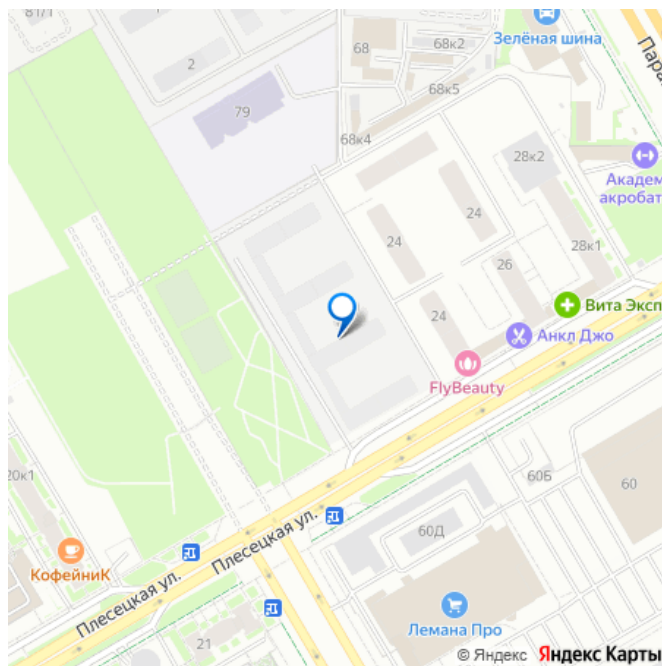 81/1
1
68
68к2
Зелёная шина
2
68к5
79
68к4
28к2
Академ
акробат
24
24
28к1
26
24
Вита Эксп
Анкл Джо
FlyBeauty
20к1
60Б
60
Плесецкая ул.
60Д
КофейниК
Плесецкая ул.
Лемана Про
21
© Яндекс Яндекс Карты
Пара